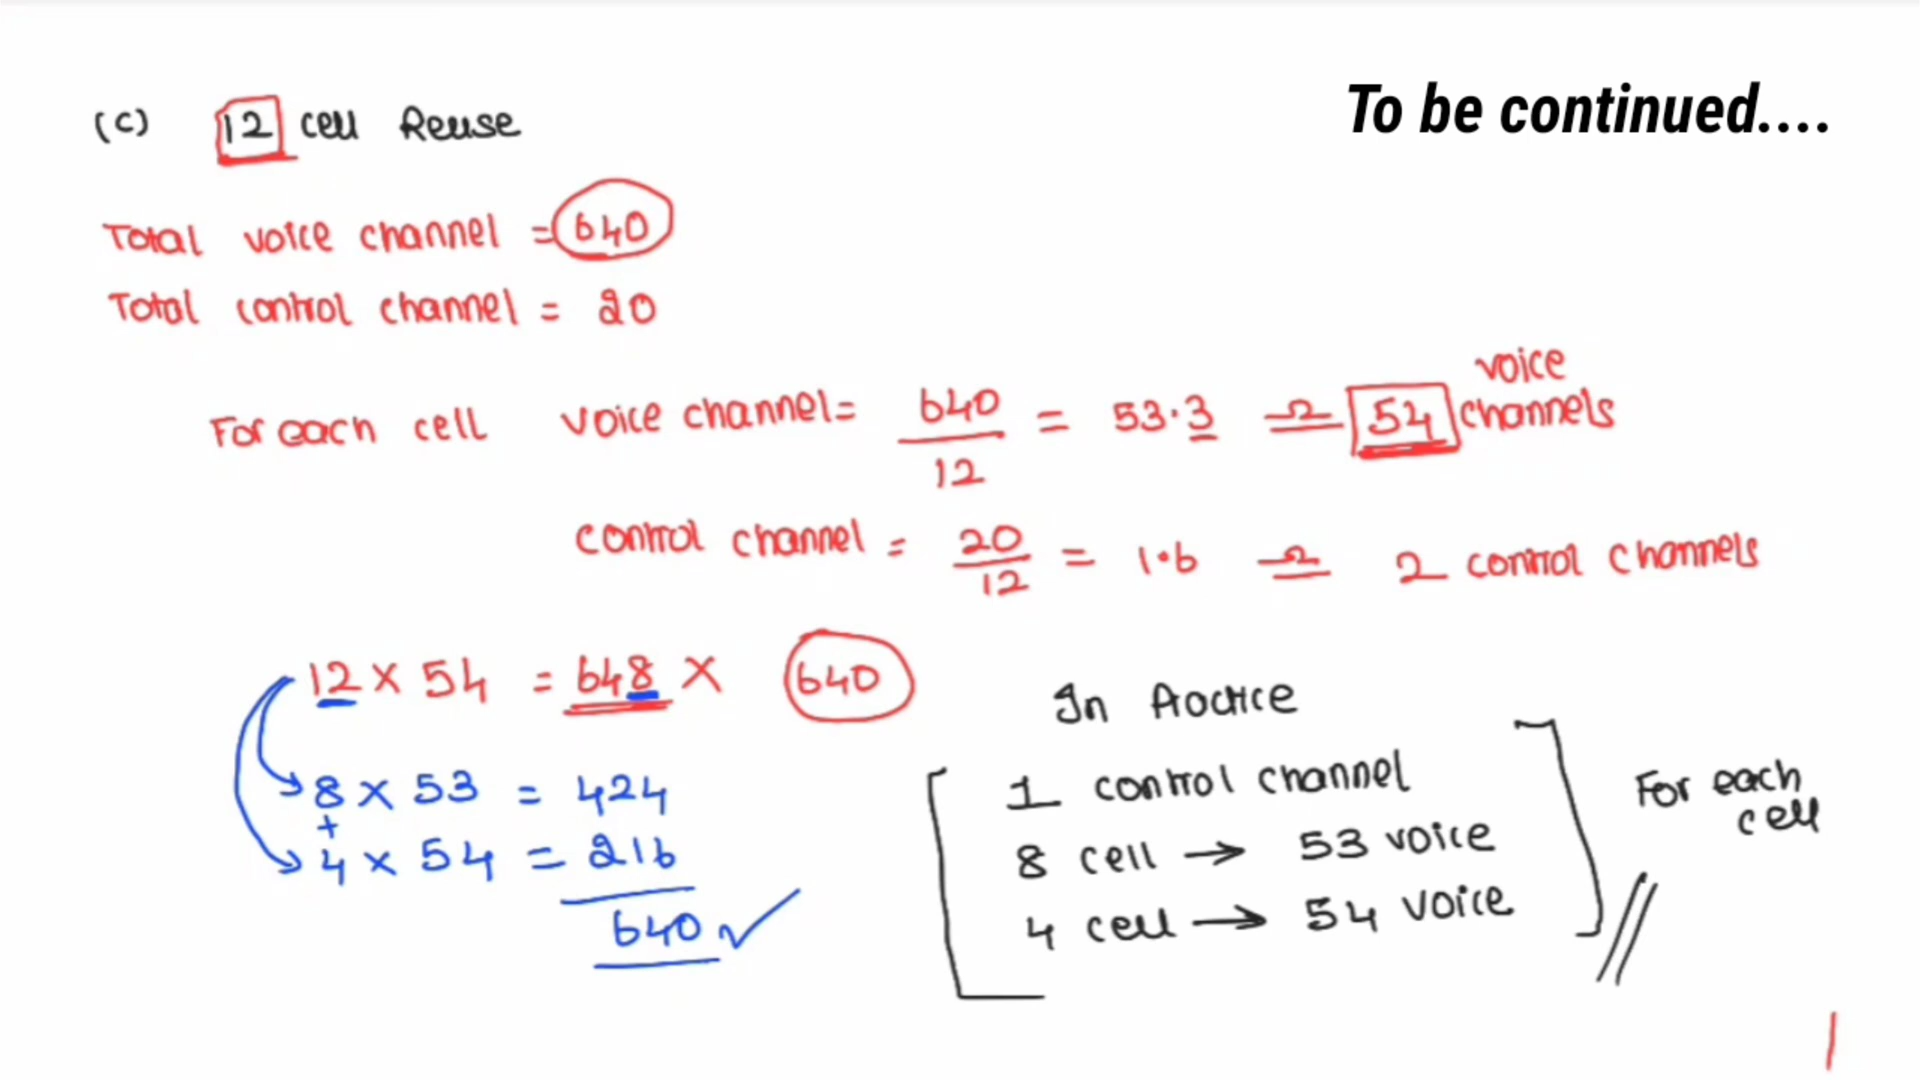 To be continued....
(c) 12 cell Reuse
Total voice channel = 640
Total control channel = 20
For each cell voice channel = 640/12 = 53.3 ≏ 54 voice channels
control channel = 20/12 = 1.6 ≏ 2 control channels
12 × 54 = 648 × 640
8 × 53 = 424
+
4 × 54 = 216
640 ✓
In
1 control channel
8 cell → 53 voice
4 cell → 54 voice
For each cell